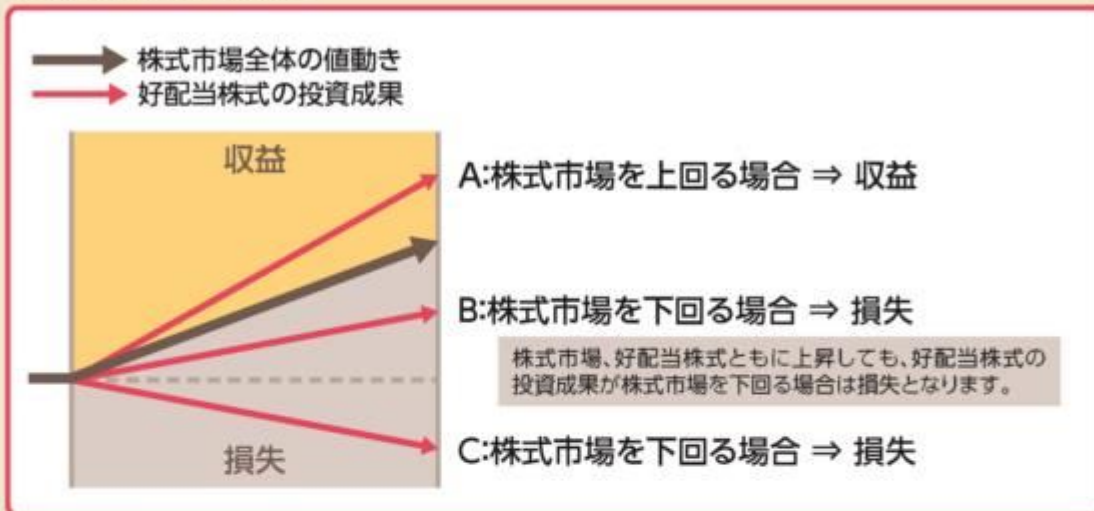 株式市場全体の値動き
好配当株式の投資成果
収益
A:株式市場を上回る場合 ⇒ 収益
B:株式市場を下回る場合 ⇒ 損失
株式市場、好配当株式ともに上昇しても、好配当株式の
投資成果が株式市場を下回る場合は損失となります。
損失
C:株式市場を下回る場合 ⇒ 損失